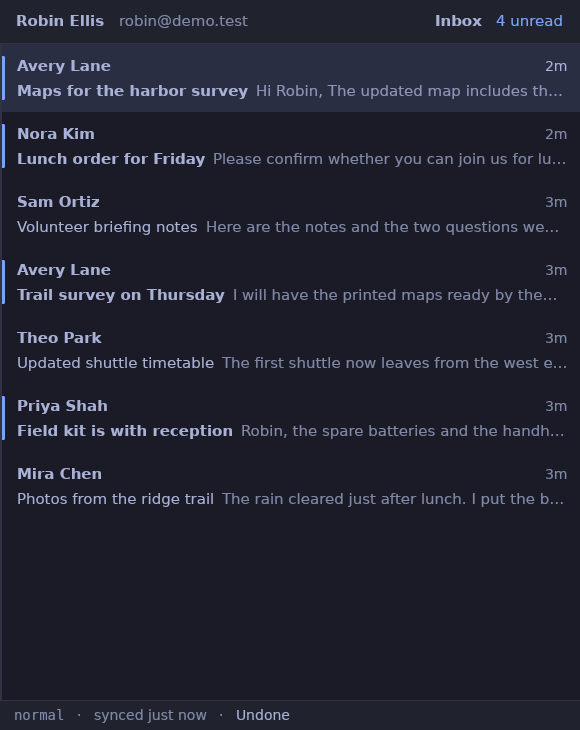 Robin Ellis robin@demo.test Inbox 4 unread
Avery Lane 2m
Maps for the harbor survey Hi Robin, The updated map includes th…
Nora Kim 2m
Lunch order for Friday Please confirm whether you can join us for lu…
Sam Ortiz 3m
Volunteer briefing notes Here are the notes and the two questions we…
Avery Lane 3m
Trail survey on Thursday I will have the printed maps ready by the…
Theo Park 3m
Updated shuttle timetable The first shuttle now leaves from the west e…
Priya Shah 3m
Field kit is with reception Robin, the spare batteries and the handh…
Mira Chen 3m
Photos from the ridge trail The rain cleared just after lunch. I put the b…
normal · synced just now · Undone